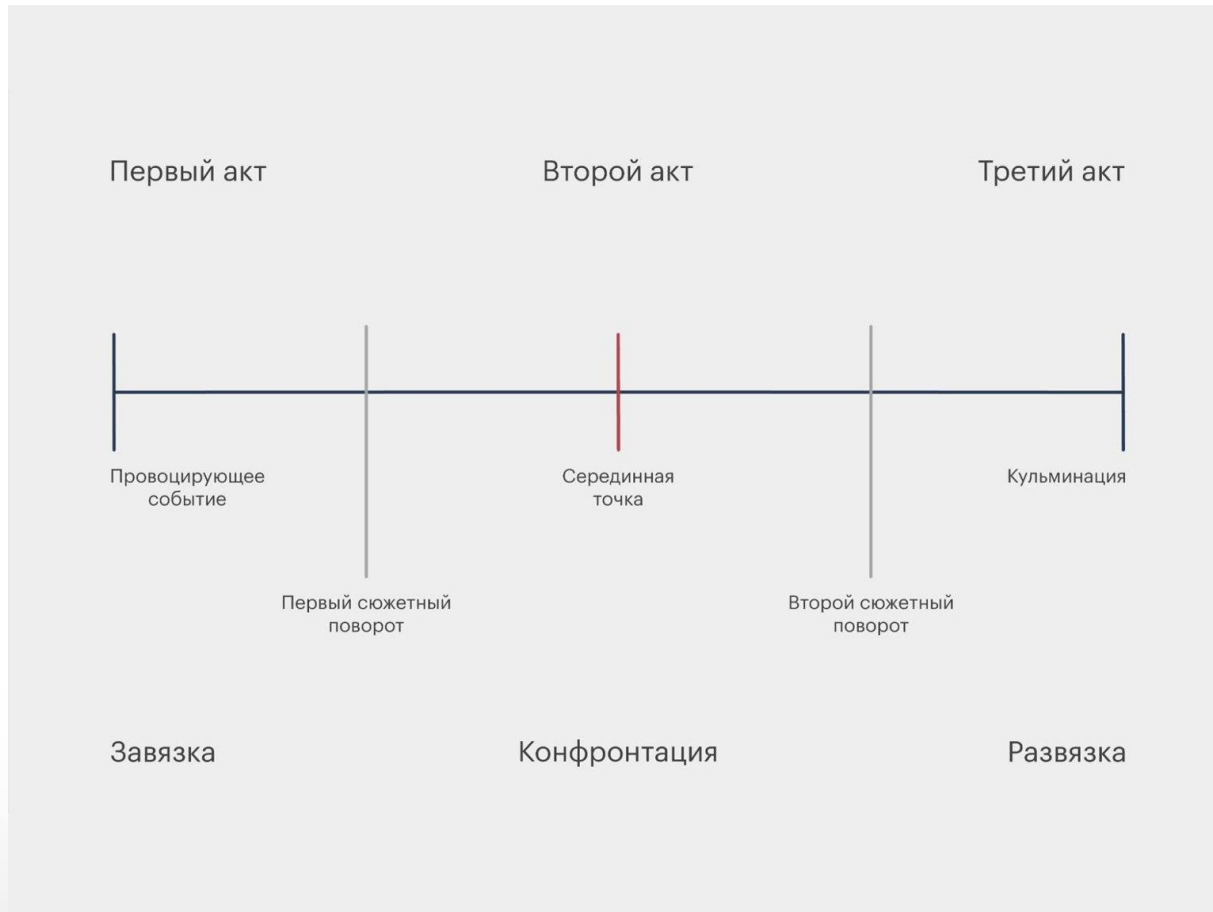 Первый акт
Второй акт
Третий акт
Провоцирующее
событие
Серединная
точка
Кульминация
Первый сюжетный
поворот
Второй сюжетный
поворот
Завязка
Конфронтация
Развязка